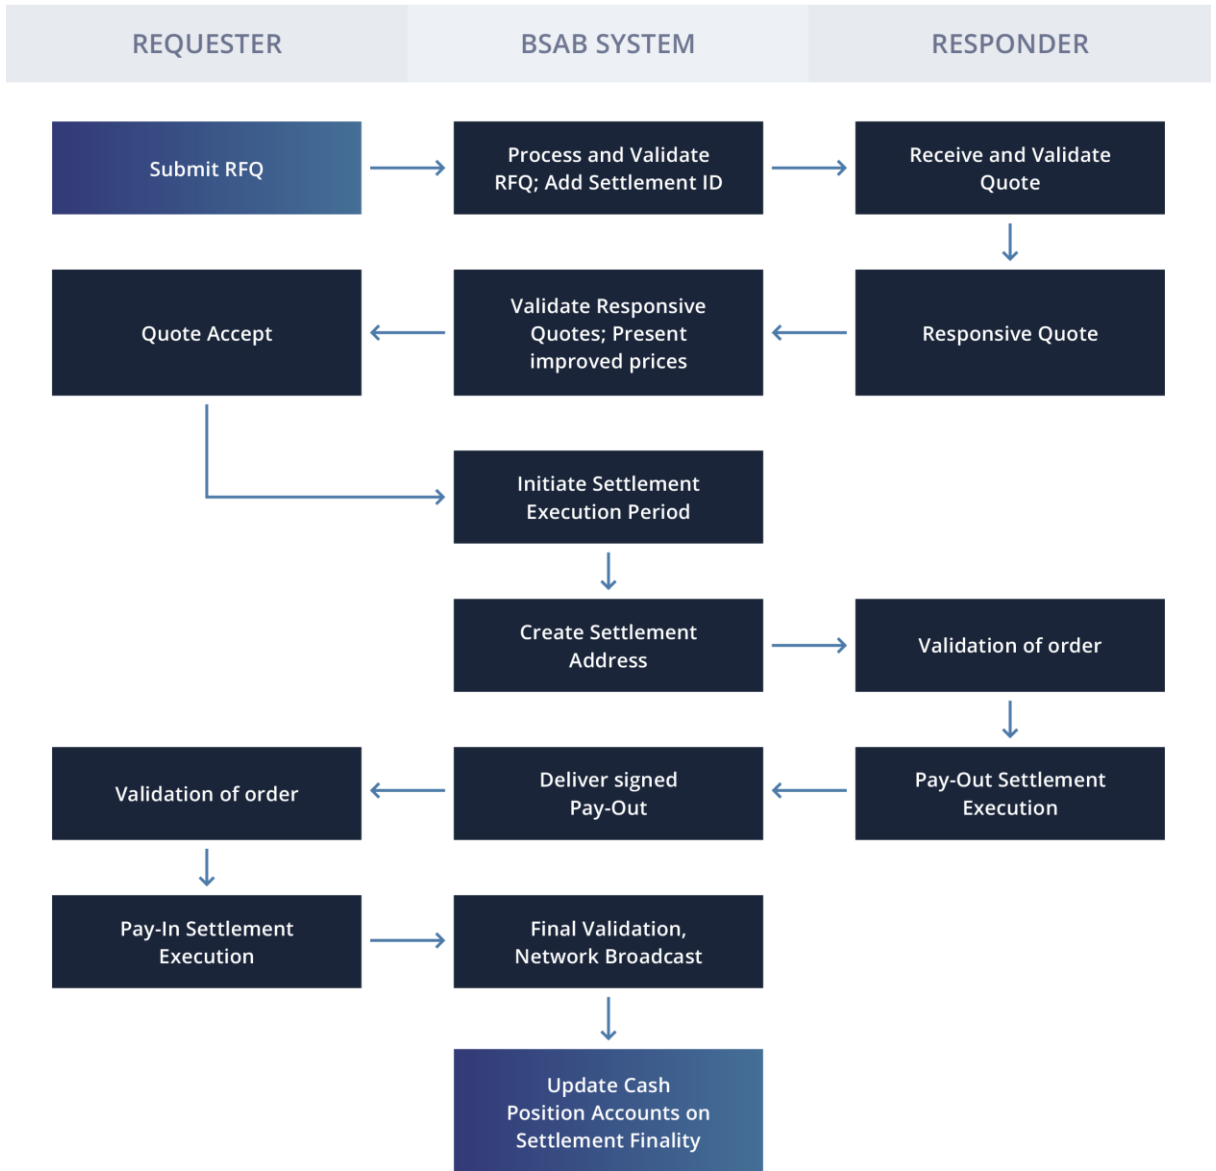 REQUESTER
BSAB SYSTEM
RESPONDER
Submit RFQ
Process and Validate
RFQ; Add Settlement ID
Receive and Validate
Quote
Quote Accept
Validate Responsive
Quotes; Present
improved prices
Responsive Quote
Initiate Settlement
Execution Period
Create Settlement
Address
Validation of order
Validation of order
Deliver signed
Pay-Out
Pay-Out Settlement
Execution
Pay-In Settlement
Execution
Final Validation,
Network Broadcast
Update Cash
Position Accounts on
Settlement Finality